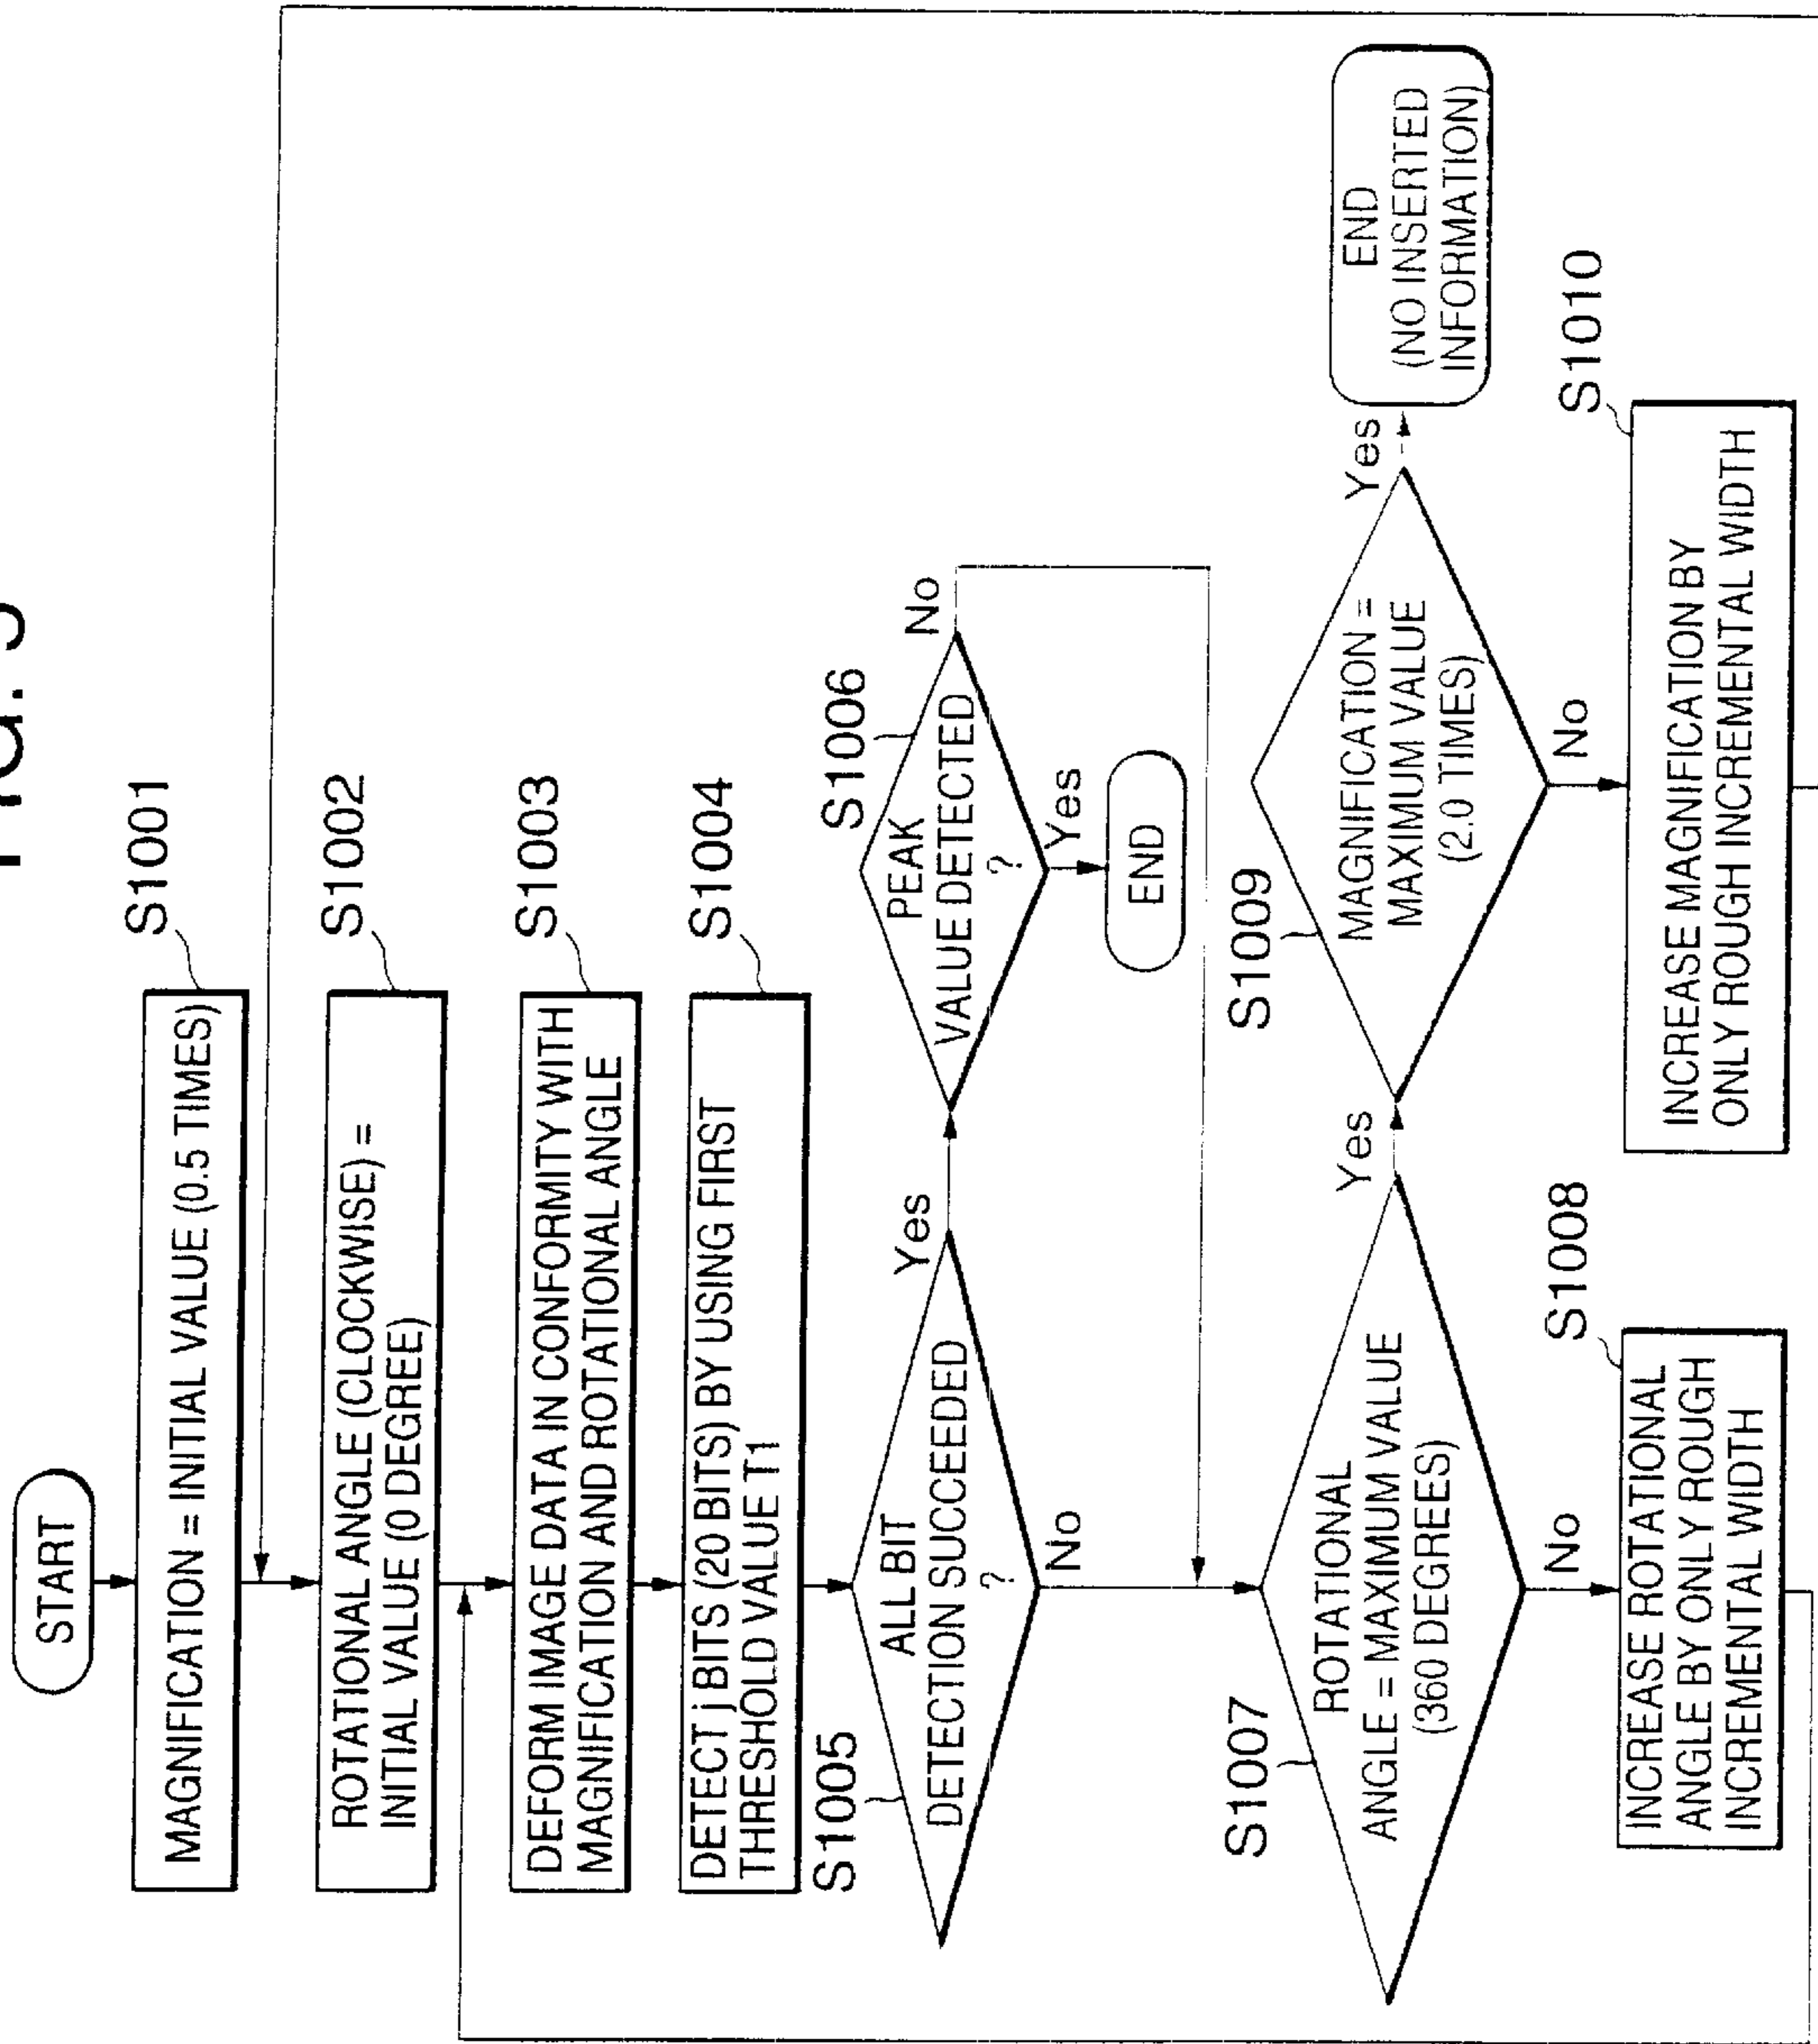 START
S1001
MAGNIFICATION = INITIAL VALUE (0.5 TIMES)
S1002
ROTATIONAL ANGLE (CLOCKWISE) =
INITIAL VALUE (0 DEGREE)
S1003
DEFORM IMAGE DATA IN CONFORMITY WITH
MAGNIFICATION AND ROTATIONAL ANGLE
S1004
DETECT j BITS (20 BITS) BY USING FIRST
THRESHOLD VALUE T1
S1005
ALL BIT
DETECTION SUCCEEDED
?
Yes
No
S1006
PEAK
VALUE DETECTED
?
No
Yes
END
S1007
ROTATIONAL
ANGLE = MAXIMUM VALUE
(360 DEGREES)
Yes
No
S1009
MAGNIFICATION =
MAXIMUM VALUE
(2.0 TIMES)
Yes
No
END
(NO INSERTED
INFORMATION)
S1008
INCREASE ROTATIONAL
ANGLE BY ONLY ROUGH
INCREMENTAL WIDTH
S1010
INCREASE MAGNIFICATION BY
ONLY ROUGH INCREMENTAL WIDTH